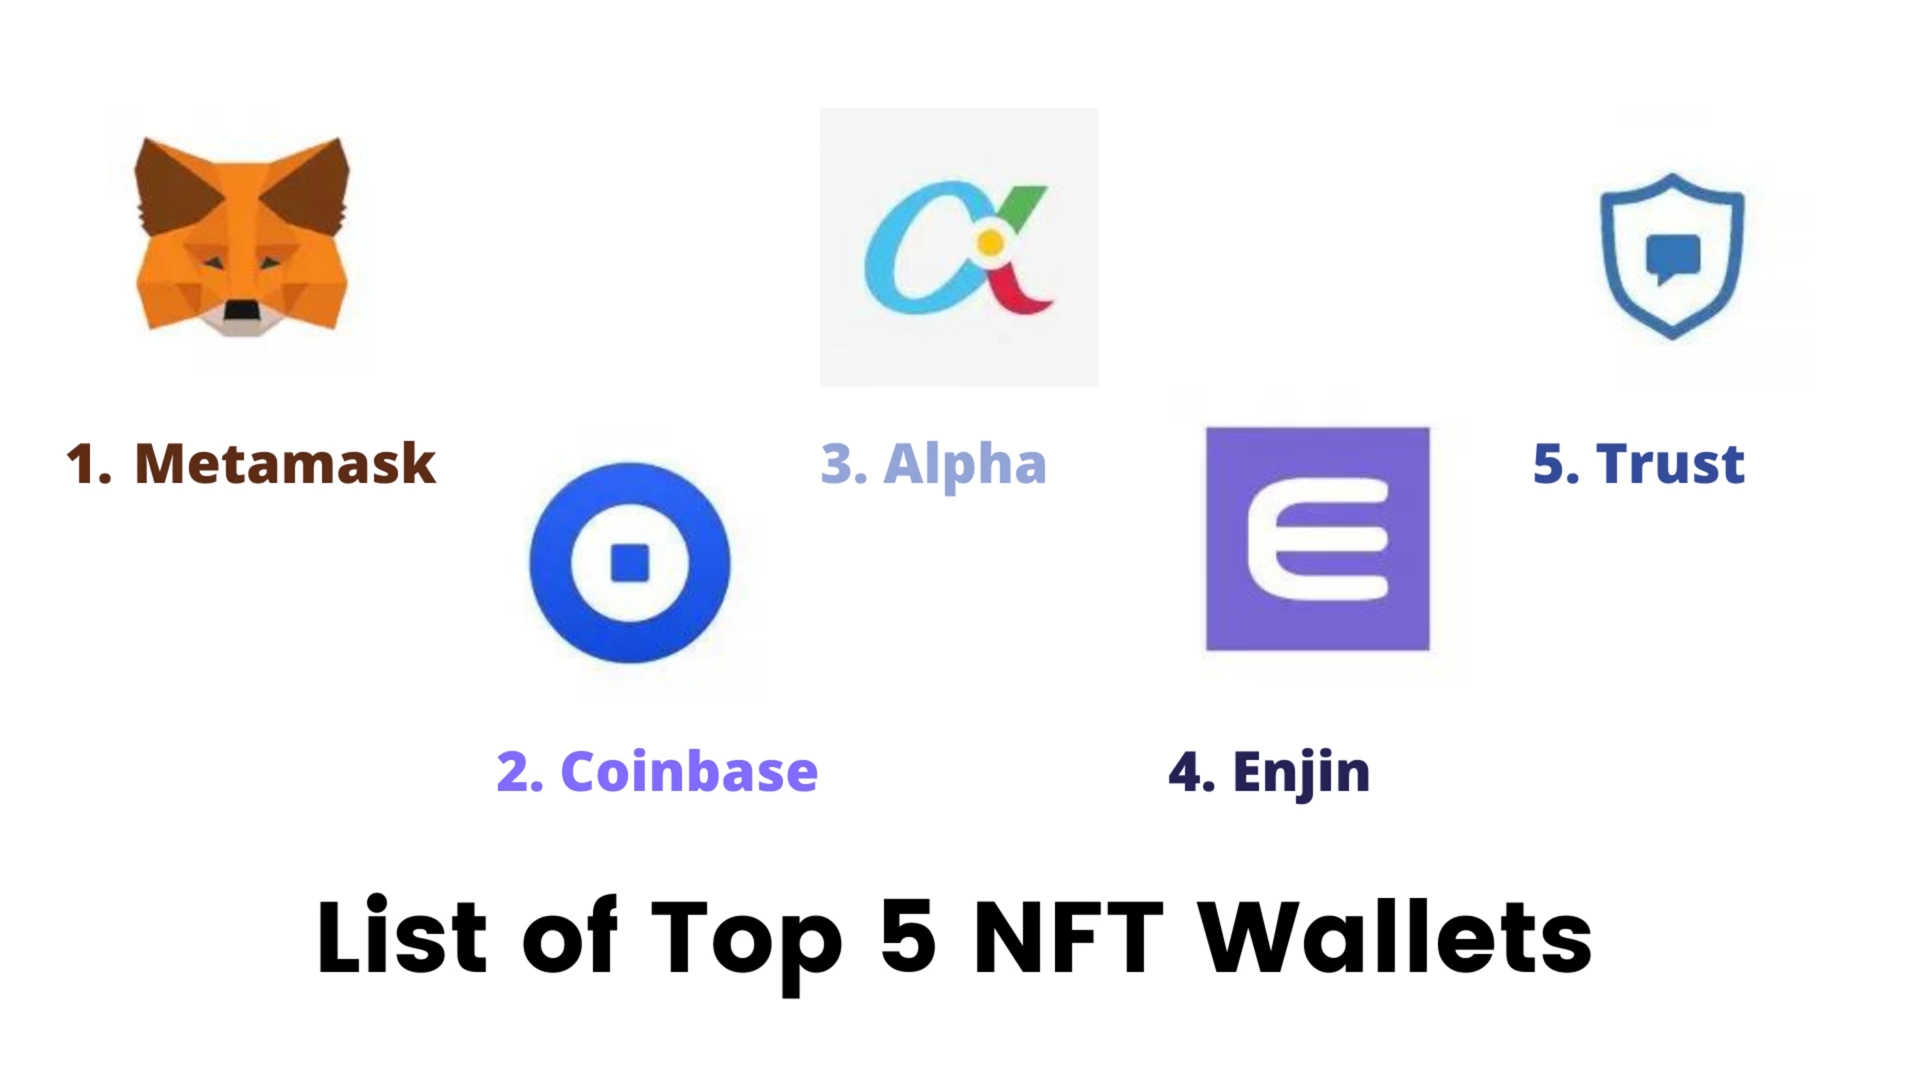 1. Metamask
2. Coinbase
3. Alpha
4. Enjin
5. Trust
List of Top 5 NFT Wallets